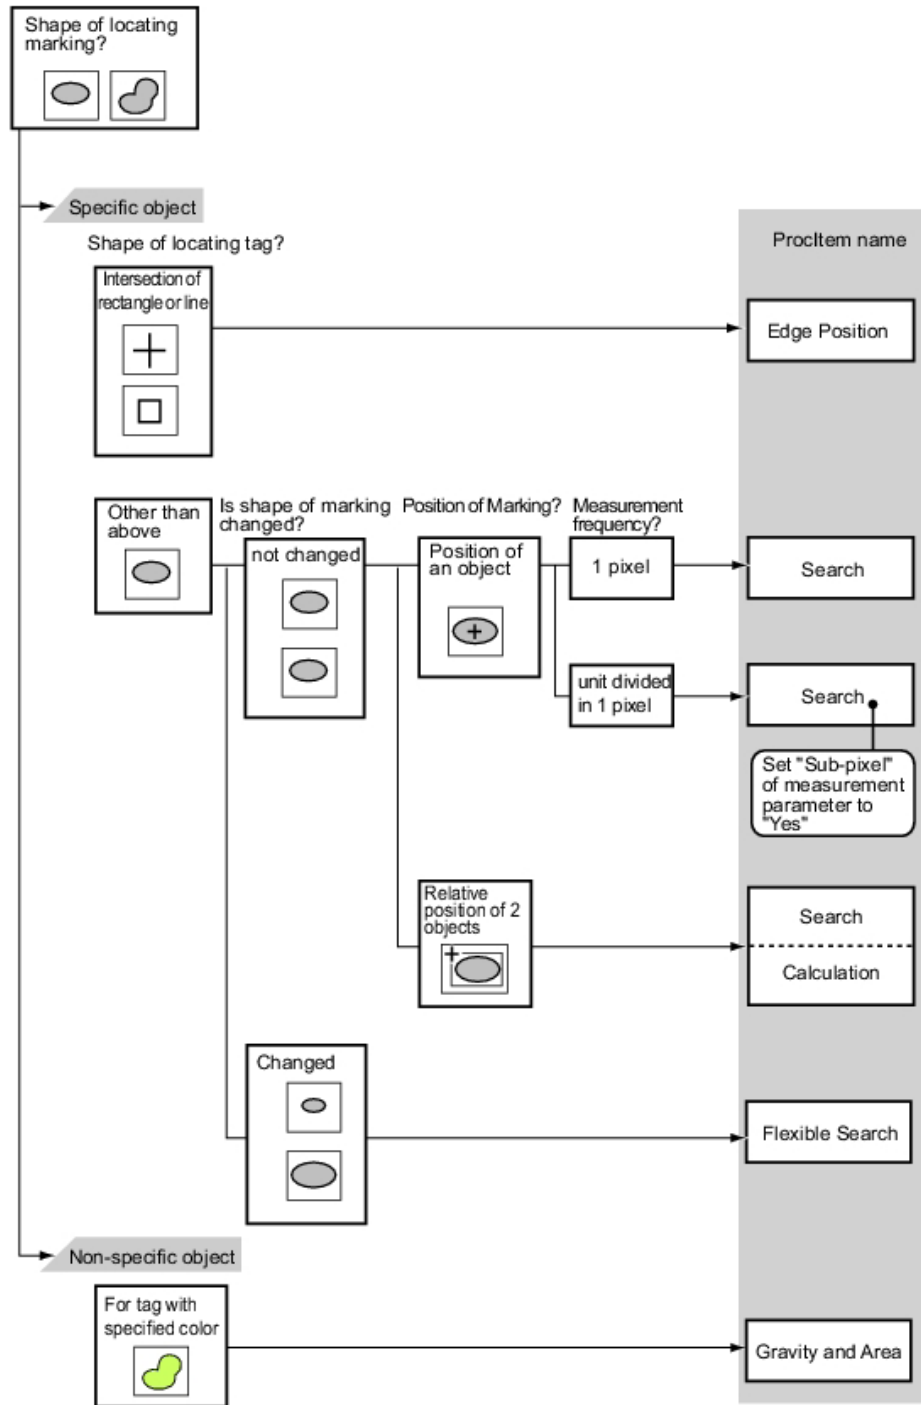 Shape of locating
marking?
Specific object
Shape of locating tag?
ProcItem name
Intersection of
rectangle or line
Edge Position
Other than
above
Is shape of marking
changed?
not changed
Position of Marking?
Position of
an object
Measurement
frequency?
1 pixel
Search
unit divided
in 1 pixel
Search
Set "Sub-pixel"
of measurement
parameter to
"Yes"
Relative
position of 2
objects
Search
Calculation
Changed
Flexible Search
Non-specific object
For tag with
specified color
Gravity and Area